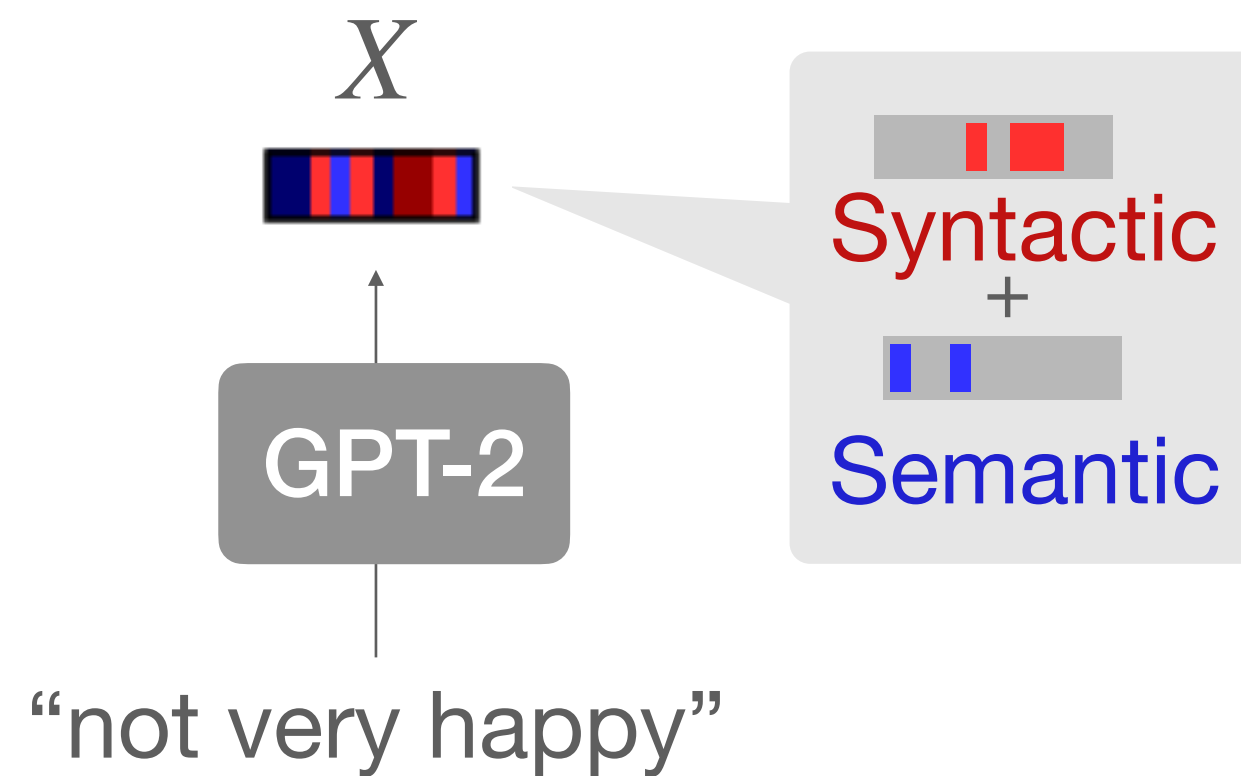 X
Syntactic
+
Semantic
GPT-2
“not very happy”